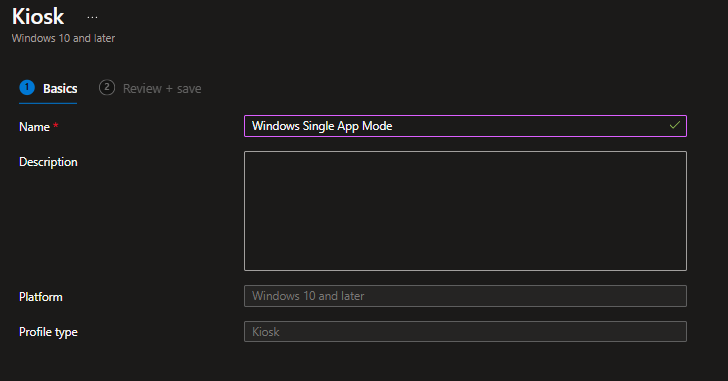 Kiosk ...
Windows 10 and later
1 Basics 2 Review + save
Name * Windows Single App Mode
Description
Platform Windows 10 and later
Profile type Kiosk